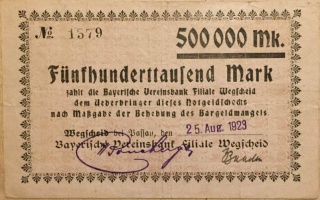 № 1579
500 000 Mk.
Fünfhunderttausend Mark
zahlt die Bayerische Vereinsbank Filiale Wegscheid
dem Ueberbringer dieses Notgeldschecks
nach Maßgabe der Behebung des Bargeldmangels
Wegscheid bei Passau, den 25. Aug. 1923
Bayerische Vereinsbank Filiale Wegscheid